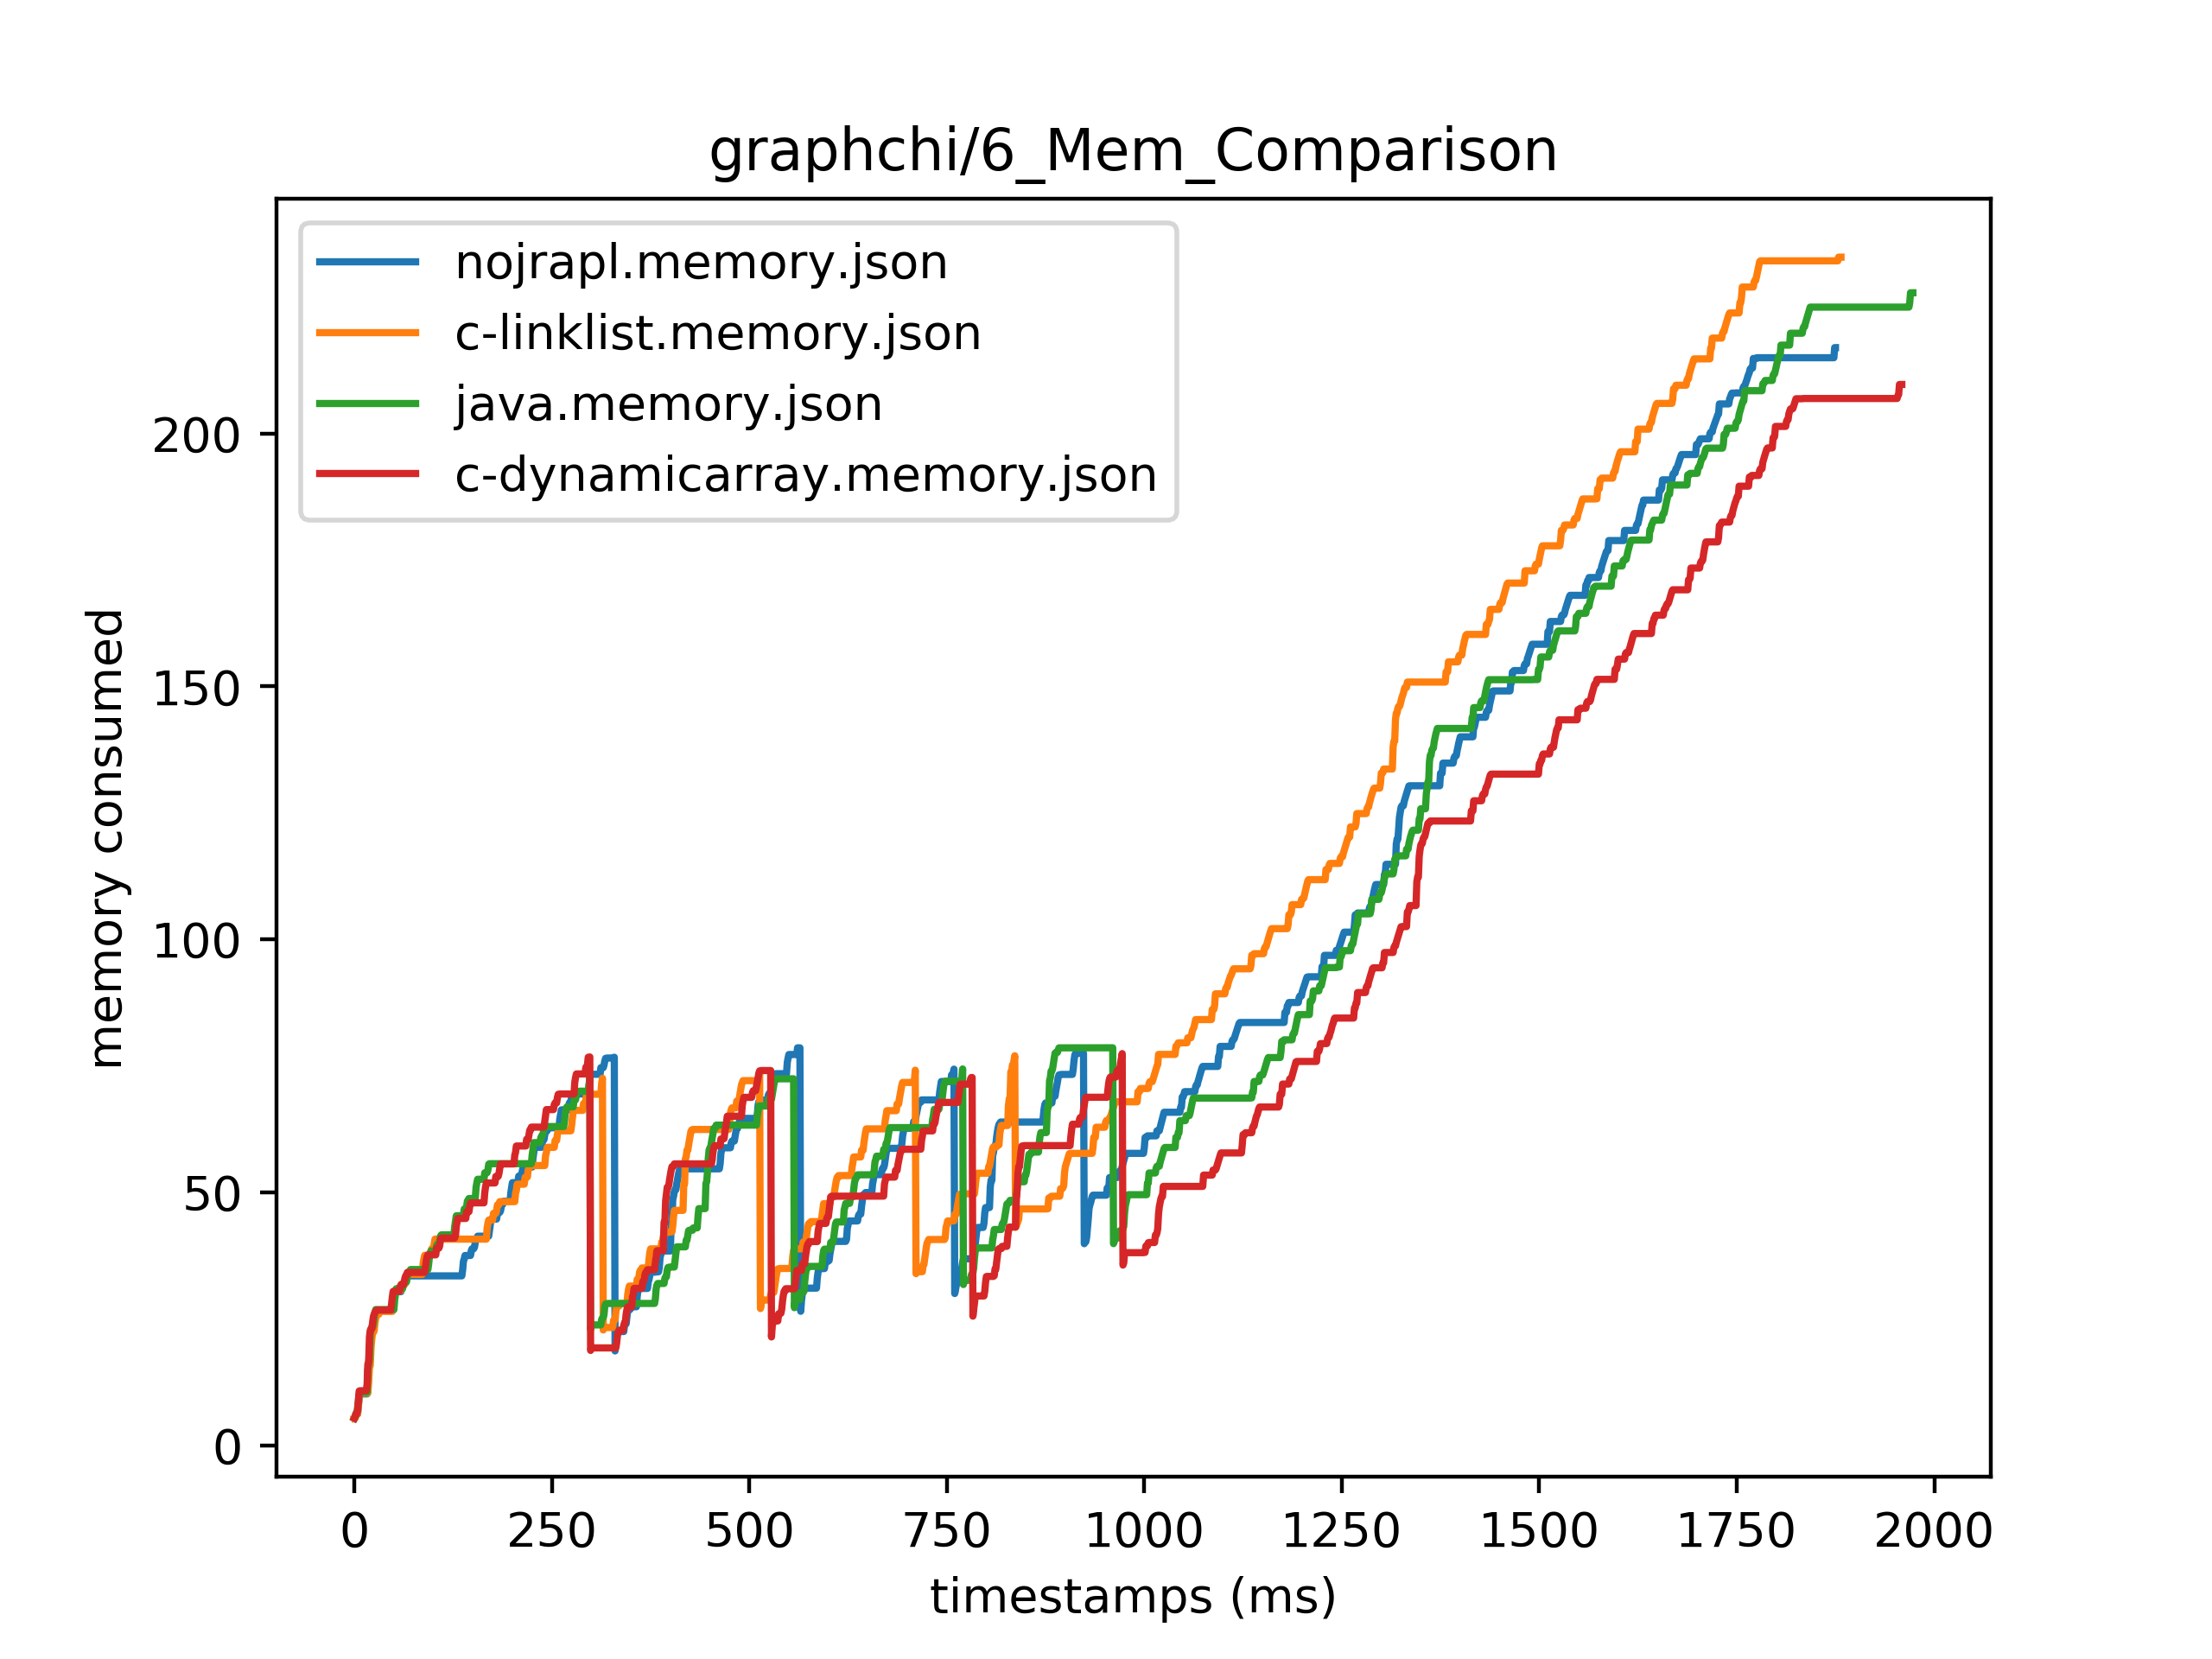 graphchi/6_Mem_Comparison
nojrapl.memory.json
c-linklist.memory.json
java.memory.json
c-dynamicarray.memory.json
memory consumed
200
150
100
50
0
0 250 500 750 1000 1250 1500 1750 2000
timestamps (ms)